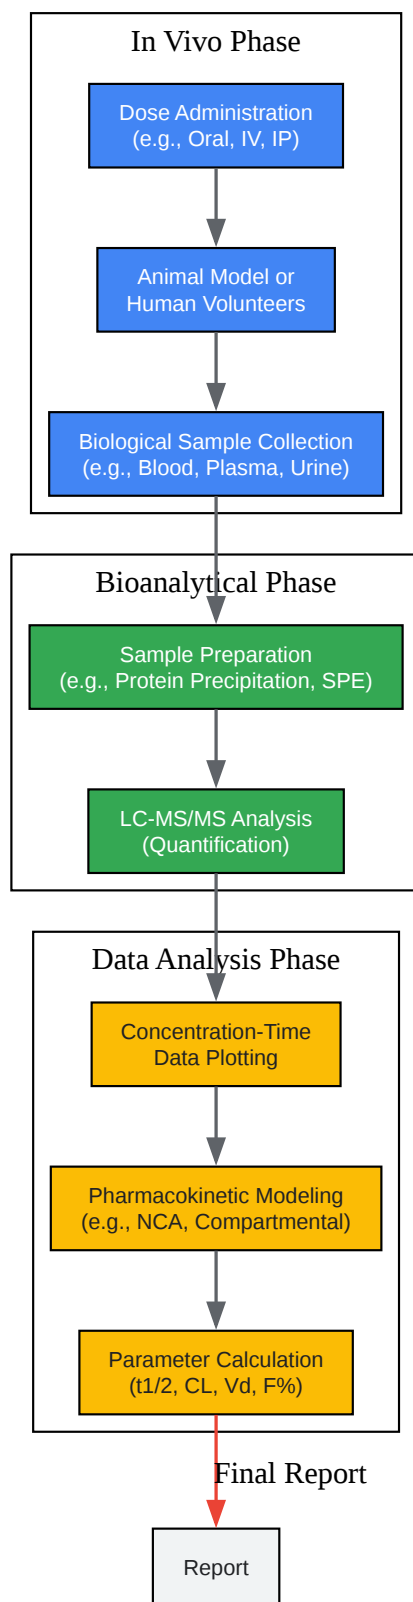 In Vivo Phase
Dose Administration
(e.g., Oral, IV, IP)
Animal Model or
Human Volunteers
Biological Sample Collection
(e.g., Blood, Plasma, Urine)
Bioanalytical Phase
Sample Preparation
(e.g., Protein Precipitation, SPE)
LC-MS/MS Analysis
(Quantification)
Data Analysis Phase
Concentration-Time
Data Plotting
Pharmacokinetic Modeling
(e.g., NCA, Compartmental)
Parameter Calculation
(t1/2, CL, Vd, F%)
Final Report
Report